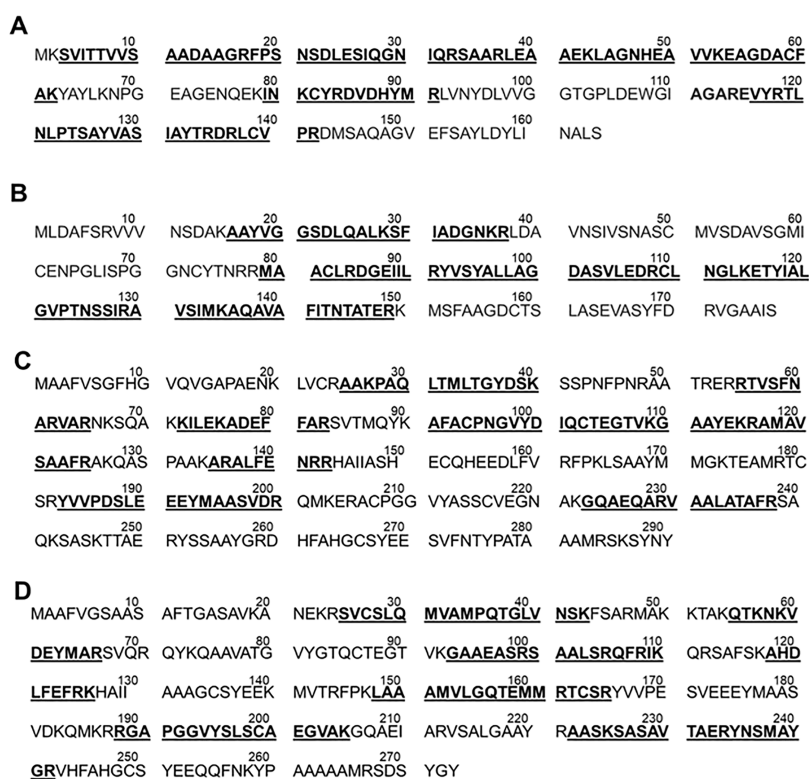 A
10 20 30 40 50 60
MKSVITTVVS AADAAGRFPS NSDLESIQGN IQRSAARLEA AEKLAGNHEA VVKEAGDACF
70 80 90 100 110 120
AKYAYLKNPG EAGENQEKIN KCYRDVDHYM RLVNYDLVVG GTGPLDEWGI AGAREVYRTL
130 140 150 160
NLPTSAYVAS IAYTRDRLCV PRDMSAQAGV EFSAYLDYLI NALS
B
10 20 30 40 50 60
MLDAFSRVVV NSDAKAAYVG GSDLQALKSF IADGNKRLDA VNSIVSNASC MVSDAVSGMI
70 80 90 100 110 120
CENPGLISPG GNCYTNRRMA ACLRDGEIIL RYVSYALLAG DASVLEDRCL NGLKETYIAL
130 140 150 160 170
GVPTNSSIRA VSIMKAQAVA FITNTATERK MSFAAGDCTS LASEVASYFD RVGAAIS
C
10 20 30 40 50 60
MAAFVSGFHG VQVGAPAENK LVCRAAKPAQ LTMLTGYDSK SSPNFPNRAA TRERRTVSFN
70 80 90 100 110 120
ARVARNKSQA KKILEKADEF FARSVTMQYK AFACPNGVYD IQCTEGTVKG AAYEKRAMAV
130 140 150 160 170 180
SAAFRAKQAS PAAKARALFE NRRHAIIASH ECQHEEDLFV RFPKLSAAYM MGKTEAMRTC
190 200 210 220 230 240
SRYVVPDSLE EEYMAASVDR QMKERACPGG VYASSCVEGN AKGQAEQARV AALATAFRSA
250 260 270 280 290
QKSASKTTAE RYSSAAYGRD HFAHGCSYEE SVFNTYPATA AAMRSKSYNY
D
10 20 30 40 50 60
MAAFVGSAAS AFTGASAVKA NEKRSVCSLQ MVAMPQTGLV NSKFSARMAK KTAKQTKNKV
70 80 90 100 110 120
DEYMARSVQR QYKQAAVATG VYGTQCTEGT VKGAAEASRS AALSRQFRIK QRSAFSKAHD
130 140 150 160 170 180
LFEFRKHAII AAAGCSYEEK MVTRFPKLAA AMVLGQTEMM RTCSRYVVPE SVEEEYMAAS
190 200 210 220 230 240
VDKQMKRRGA PGGVYSLSCA EGVAKGQAEI ARVSALGAAY RAASKSASAV TAERYNSMAY
250 260 270
GRVHFAHGCS YEEQQFNKYP AAAAAMRSDS YGY